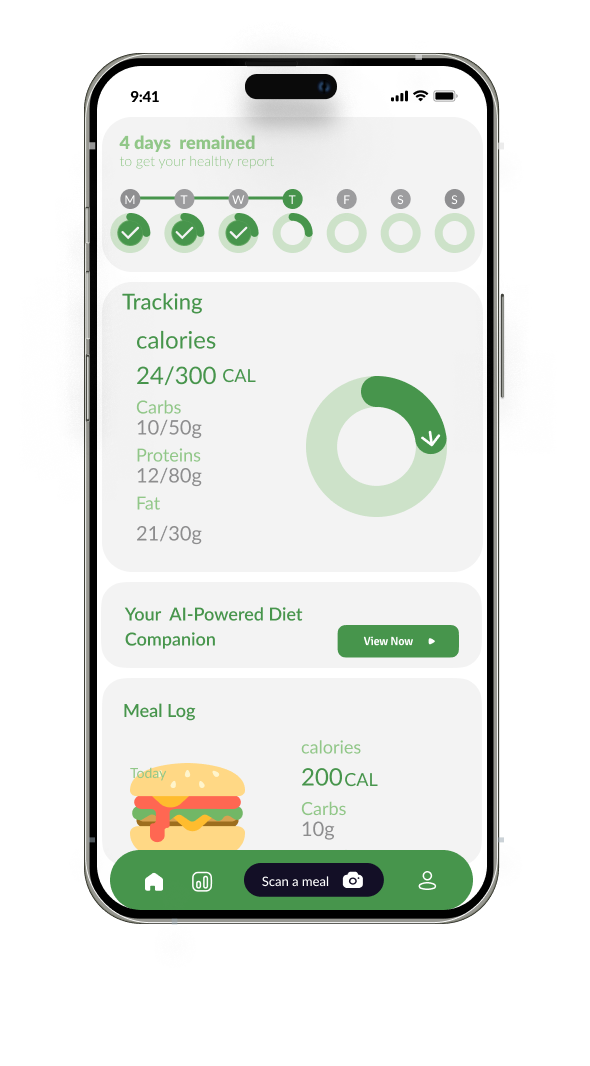 9:41
4 days remained
to get your healthy report
M T W T F S S
Tracking
calories
24/300 CAL
Carbs
10/50g
Proteins
12/80g
Fat
21/30g
Your AI-Powered Diet
Companion
View Now
Meal Log
calories
Today
200CAL
Carbs
10g
Scan a meal